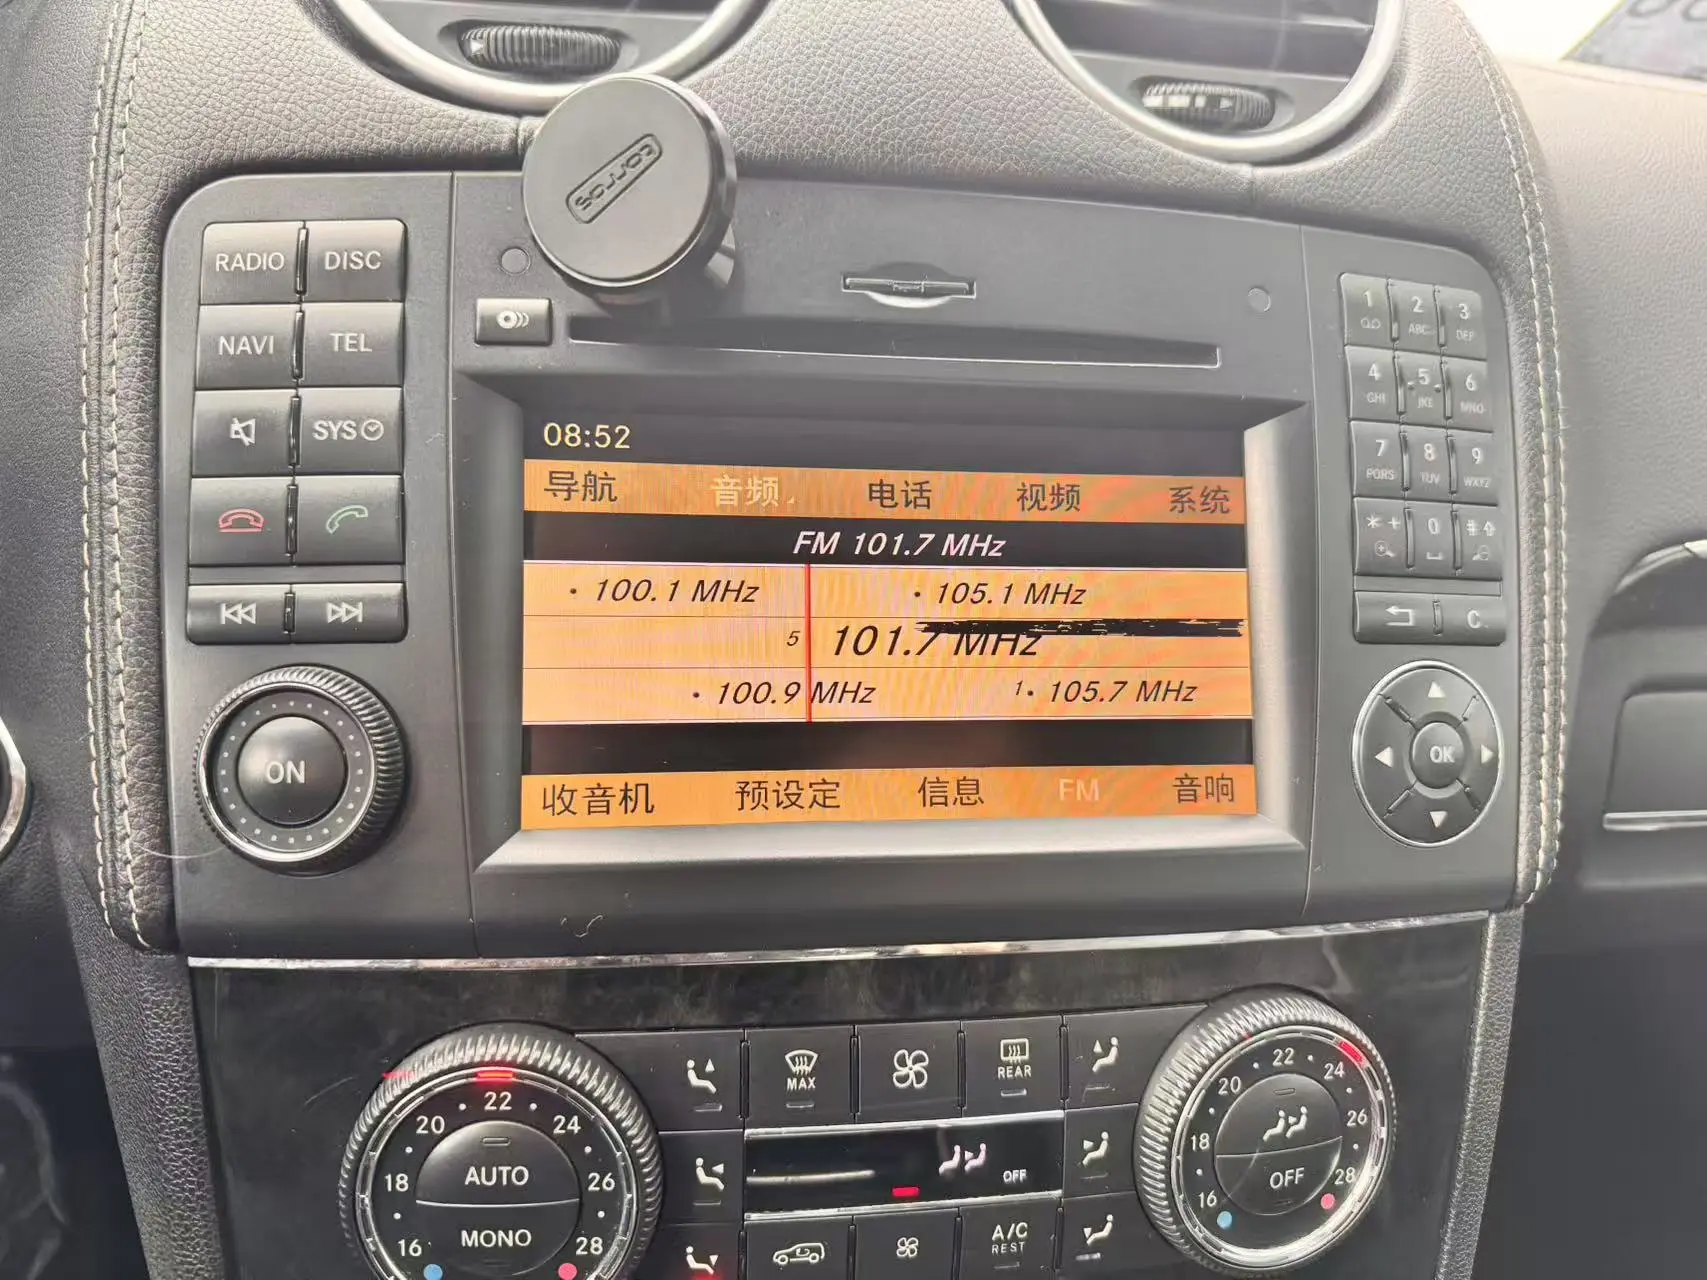 SOLLOS
RADIO DISC
NAVI TEL
SYS
ON
1 2 ABC 3 DEF
4 GHI 5 JKL 6 MNO
7 PQRS 8 TUV 9 WXYZ
* + 0 # 
C
OK
08:52
导航 音频 电话 视频 系统
FM 101.7 MHz
100.1 MHz 105.1 MHz
5 101.7 MHz
100.9 MHz 1 105.7 MHz
收音机 预设定 信息 FM 音响
MAX REAR
16 18 20 22 24 26 28
AUTO
MONO
OFF
A/C
REST
16 18 20 22 24 26 28
OFF